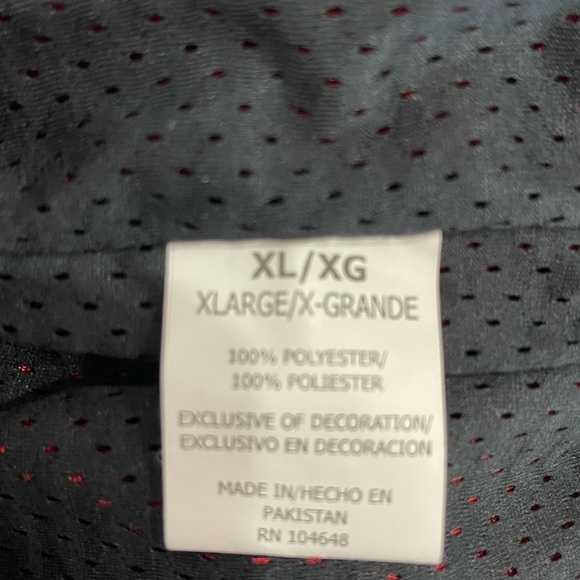 XL/XG
XLARGE/X-GRANDE
100% POLYESTER/
100% POLIESTER
EXCLUSIVE OF DECORATION/
EXCLUSIVO EN DECORACION
MADE IN/HECHO EN
PAKISTAN
RN 104648